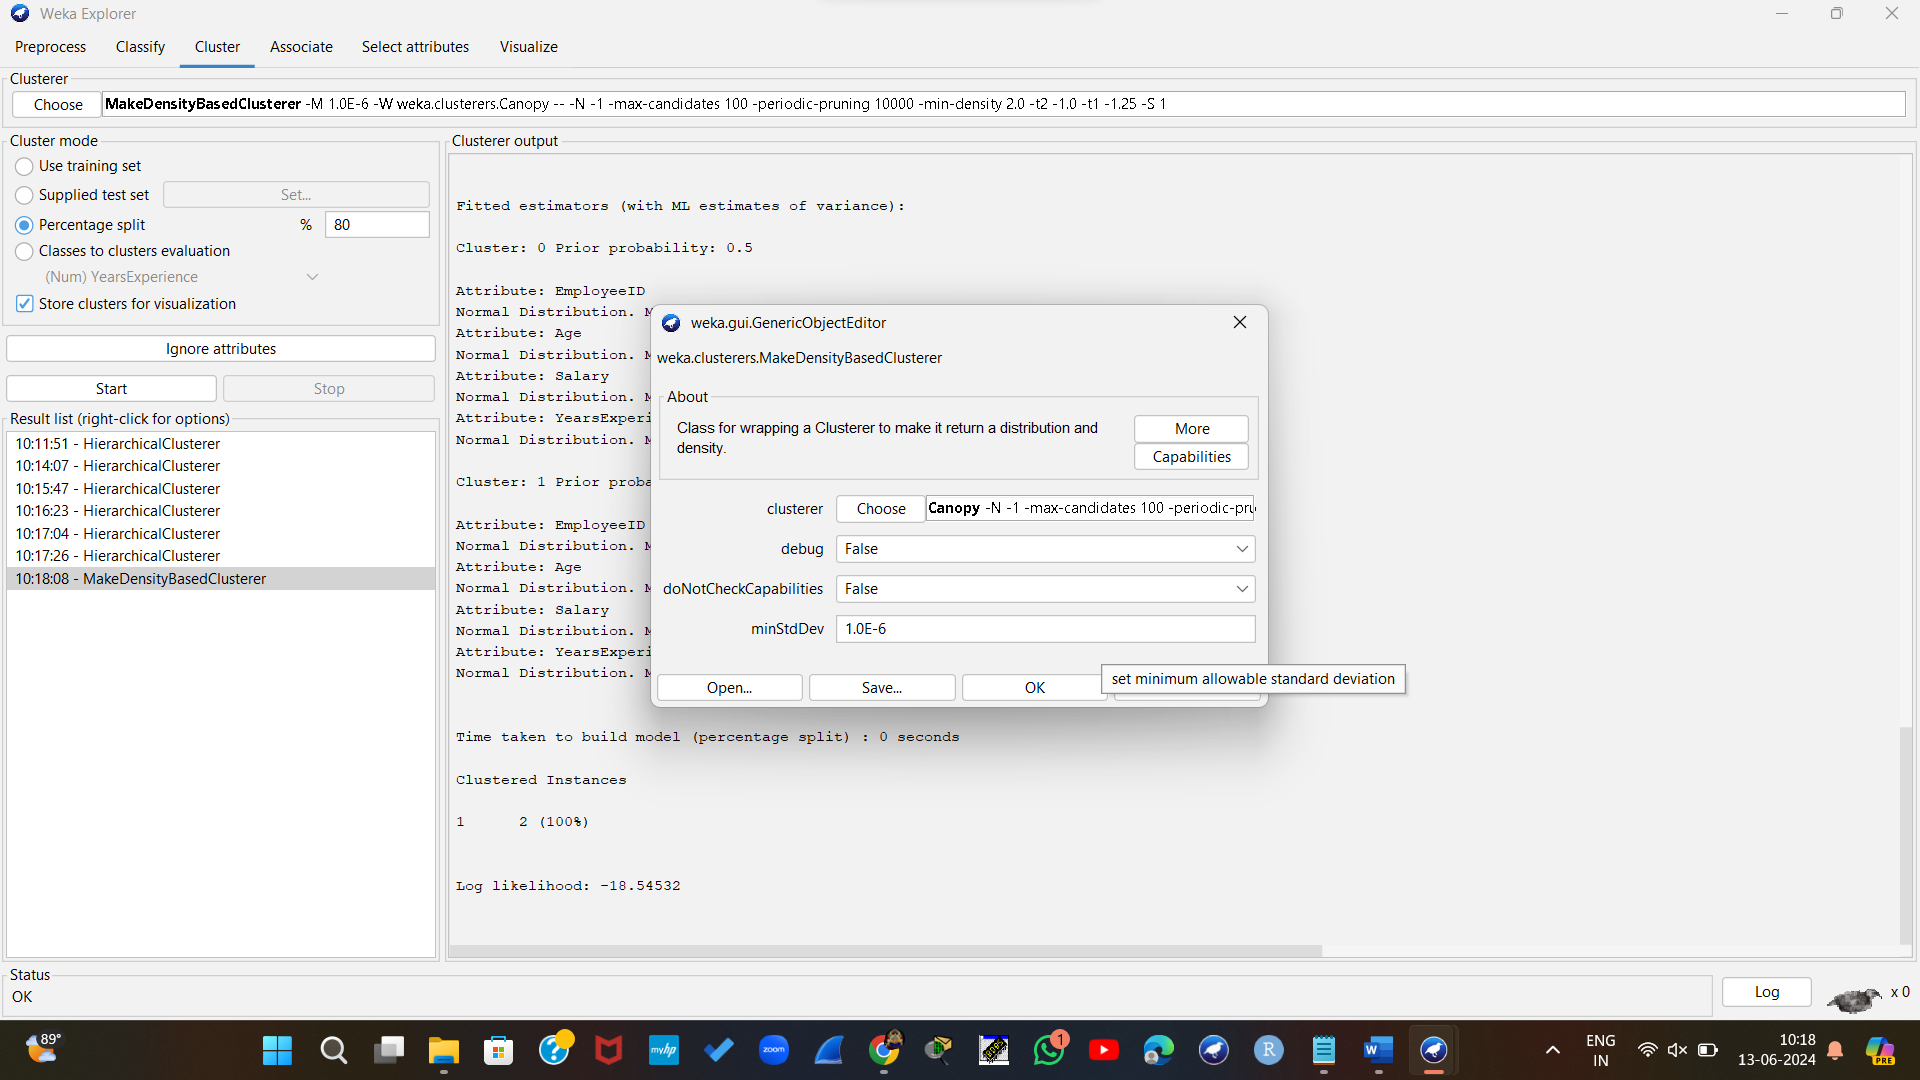 Weka Explorer
Preprocess Classify Cluster Associate Select attributes Visualize
Clusterer
Choose MakeDensityBasedClusterer -M 1.0E-6 -W weka.clusterers.Canopy -- -N -1 -max-candidates 100 -periodic-pruning 10000 -min-density 2.0 -t2 -1.0 -t1 -1.25 -S 1
Cluster mode
Use training set
Supplied test set Set...
Percentage split % 80
Classes to clusters evaluation
(Num) YearsExperience
Store clusters for visualization
Ignore attributes
Start Stop
Result list (right-click for options)
10:11:51 - HierarchicalClusterer
10:14:07 - HierarchicalClusterer
10:15:47 - HierarchicalClusterer
10:16:23 - HierarchicalClusterer
10:17:04 - HierarchicalClusterer
10:17:26 - HierarchicalClusterer
10:18:08 - MakeDensityBasedClusterer
Clusterer output
Fitted estimators (with ML estimates of variance):
Cluster: 0 Prior probability: 0.5
Attribute: EmployeeID
Normal Distribution. M
Attribute: Age
Normal Distribution. M
Attribute: Salary
Normal Distribution. M
Attribute: YearsExperi
Normal Distribution. M
Cluster: 1 Prior proba
Attribute: EmployeeID
Normal Distribution. M
Attribute: Age
Normal Distribution. M
Attribute: Salary
Normal Distribution. M
Attribute: YearsExperi
Normal Distribution. M
Time taken to build model (percentage split) : 0 seconds
Clustered Instances
1 2 (100%)
Log likelihood: -18.54532
weka.gui.GenericObjectEditor
weka.clusterers.MakeDensityBasedClusterer
About
Class for wrapping a Clusterer to make it return a distribution and
density.
More
Capabilities
clusterer Choose Canopy -N -1 -max-candidates 100 -periodic-pru
debug False
doNotCheckCapabilities False
minStdDev 1.0E-6
Open... Save... OK
set minimum allowable standard deviation
Status
OK
Log x 0
89°
myhp
zoom
1
R
W
ENG
IN
10:18
13-06-2024
PRE